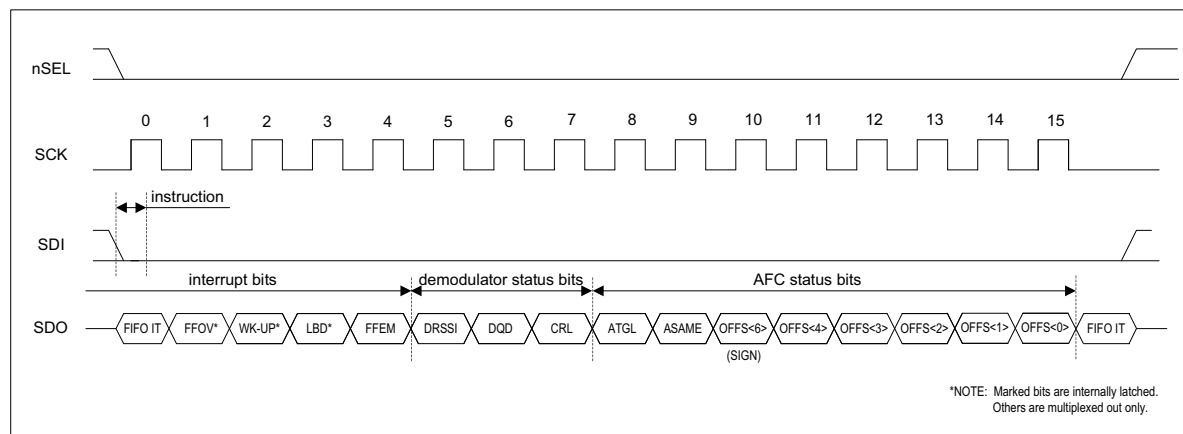 nSEL
0 1 2 3 4 5 6 7 8 9 10 11 12 13 14 15
SCK
instruction
SDI
interrupt bits demodulator status bits AFC status bits
SDO FIFO IT FFOV* WK-UP* LBD* FFEM DRSSI DQD CRL ATGL ASAME OFFS<6> OFFS<4> OFFS<3> OFFS<2> OFFS<1> OFFS<0> FIFO IT
(SIGN)
*NOTE: Marked bits are internally latched.
Others are multiplexed out only.